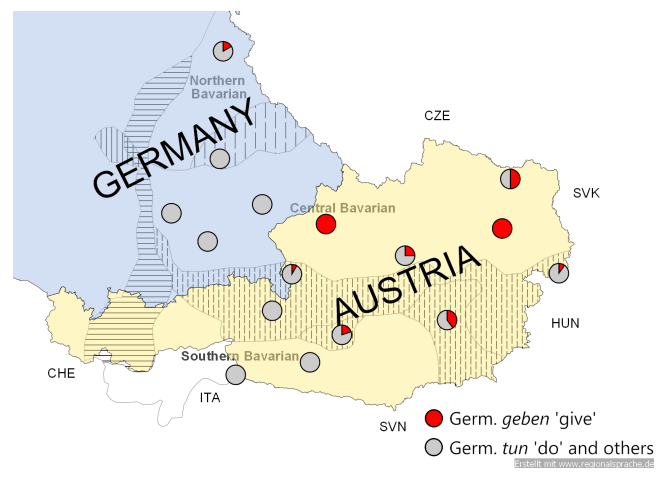 Northern
Bavarian
GERMANY
CZE
SVK
Central Bavarian
AUSTRIA
HUN
Southern Bavarian
CHE
ITA
SVN
Germ. geben 'give'
Germ. tun 'do' and others
Erstellt mit www.regionalsprache.de